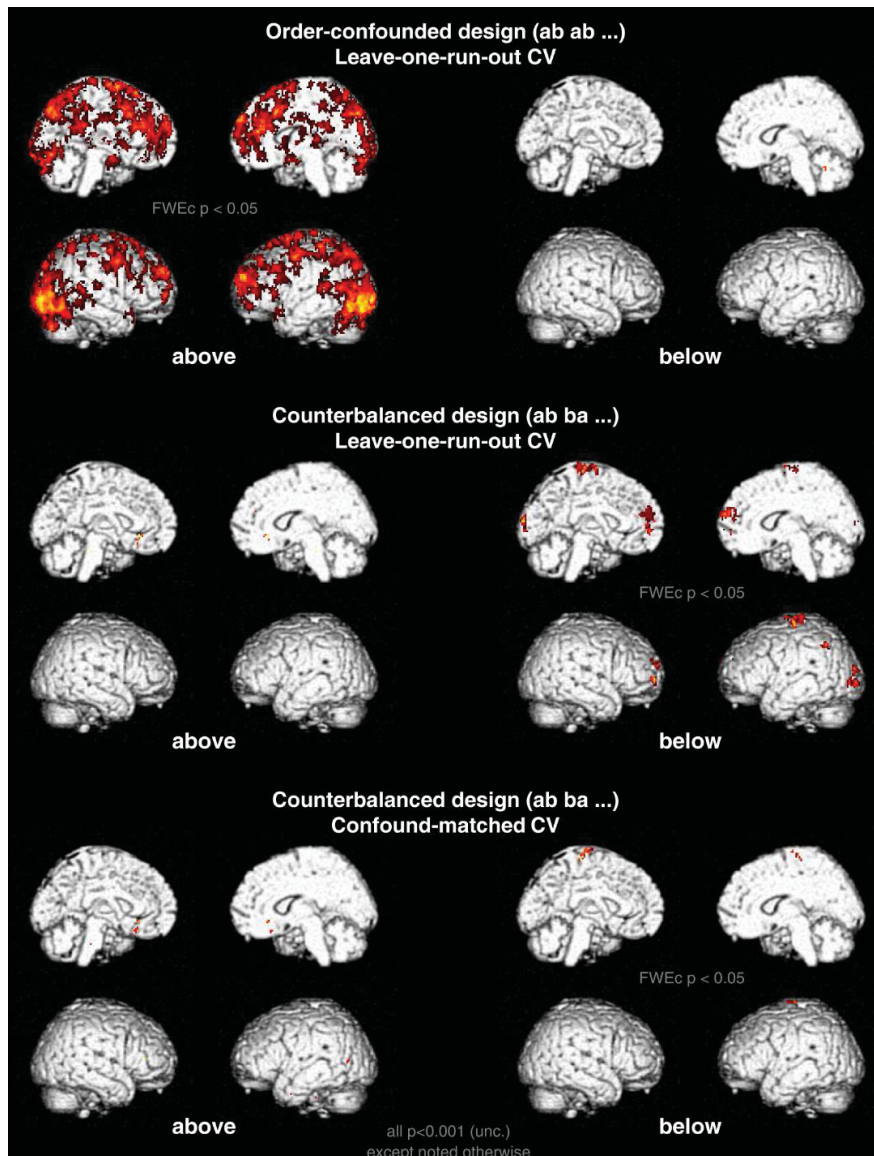 Order-confounded design (ab ab ...)
Leave-one-run-out CV
FWEc p < 0.05
above
below
Counterbalanced design (ab ba ...)
Leave-one-run-out CV
FWEc p < 0.05
above
below
Counterbalanced design (ab ba ...)
Confound-matched CV
FWEc p < 0.05
above
below
all p<0.001 (unc.)
except noted otherwise